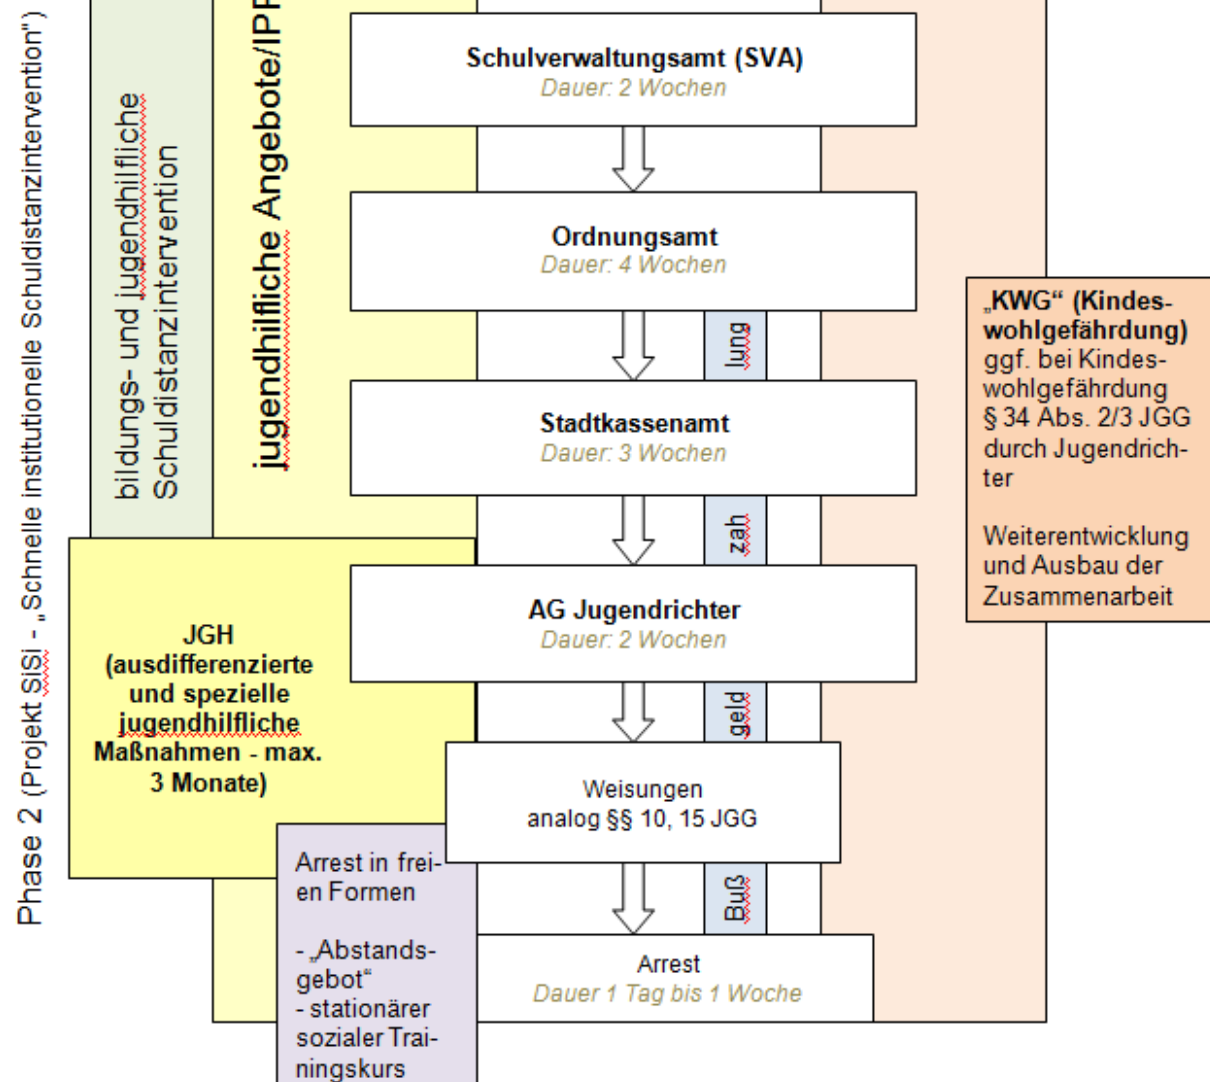 Phase 2 (Projekt SiSi - „Schnelle institutionelle Schuldistanzintervention")
bildungs- und jugendhilfliche
Schuldistanzintervention
jugendhilfliche Angebote/IPP
Schulverwaltungsamt (SVA)
Dauer: 2 Wochen
Ordnungsamt
Dauer: 4 Wochen
Stadtkassenamt
Dauer: 3 Wochen
AG Jugendrichter
Dauer: 2 Wochen
Weisungen
analog §§ 10, 15 JGG
Arrest
Dauer 1 Tag bis 1 Woche
Buß
geld
zah
lung
„KWG“ (Kindes-
wohlgefährdung)
ggf. bei Kindes-
wohlgefährdung
§ 34 Abs. 2/3 JGG
durch Jugendrich-
ter
Weiterentwicklung
und Ausbau der
Zusammenarbeit
JGH
(ausdifferenzierte
und spezielle
jugendhilfliche
Maßnahmen - max.
3 Monate)
Arrest in frei-
en Formen
- „Abstands-
gebot“
- stationärer
sozialer Trai-
ningskurs